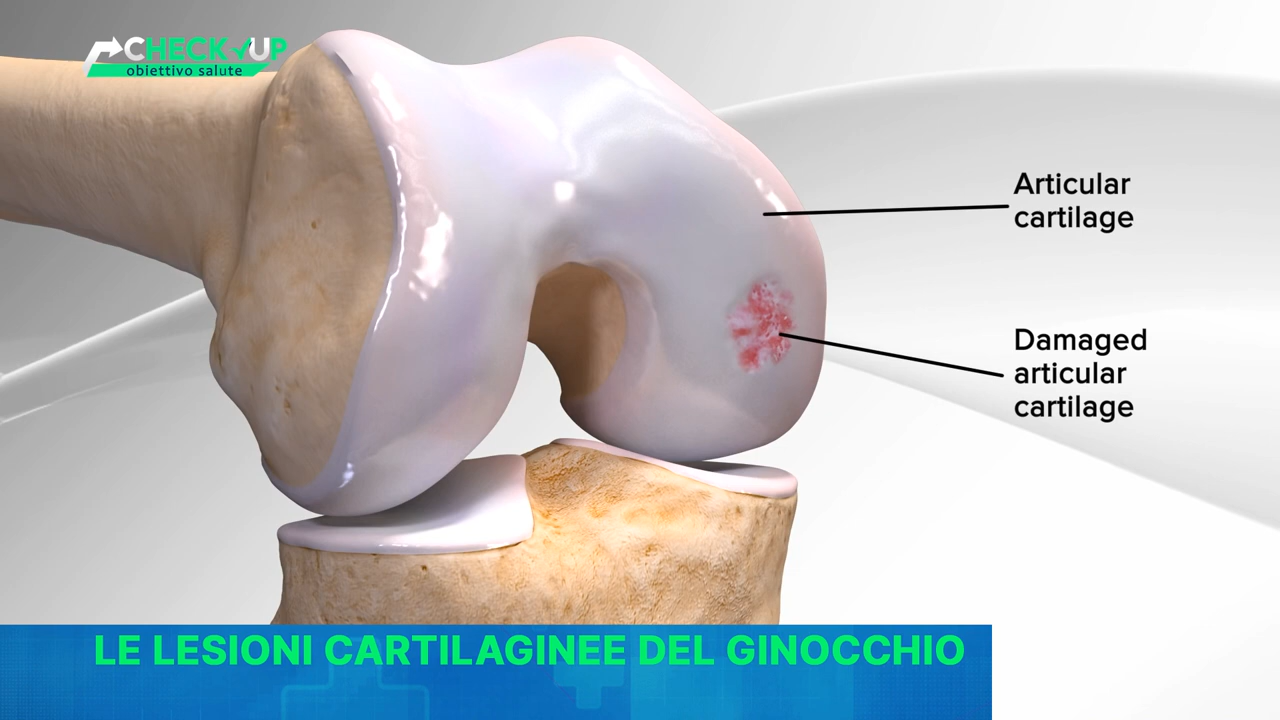 CHECK UP
obiettivo salute
Articular
cartilage
Damaged
articular
cartilage
LE LESIONI CARTILAGINEE DEL GINOCCHIO